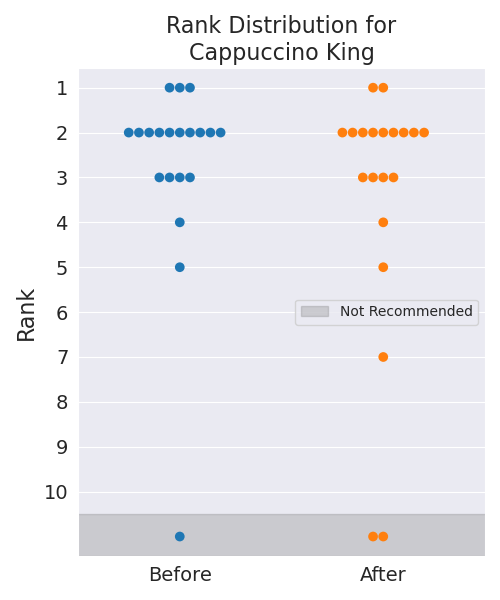 Rank Distribution for
Cappuccino King
1
2
3
4
5
6
7
8
9
10
Rank
Not Recommended
Before
After